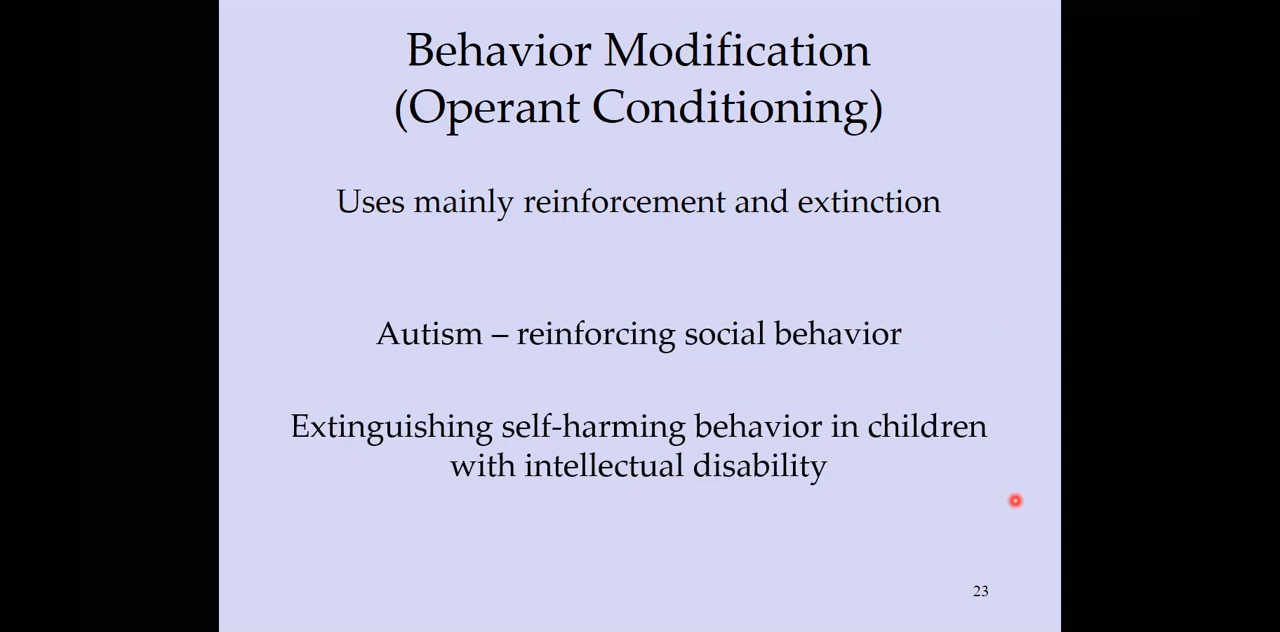 Behavior Modification
(Operant Conditioning)
Uses mainly reinforcement and extinction
Autism – reinforcing social behavior
Extinguishing self-harming behavior in children
with intellectual disability
23